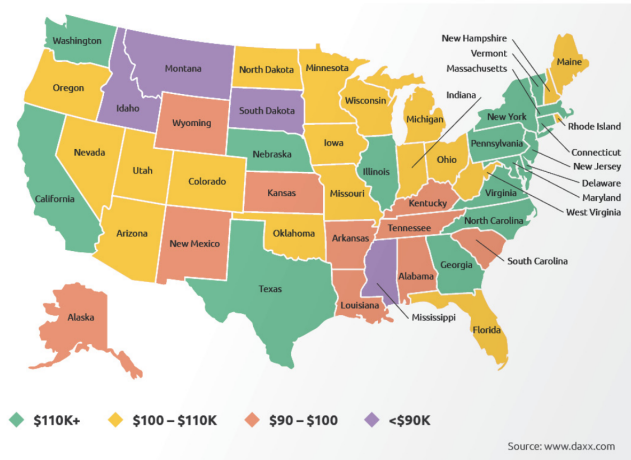 New Hampshire
Vermont
Massachusetts
Maine
Washington
Montana
North Dakota
Minnesota
Oregon
Idaho
Wyoming
South Dakota
Wisconsin
Michigan
Indiana
New York
Rhode Island
Connecticut
New Jersey
Delaware
Maryland
West Virginia
Pennsylvania
Nevada
Utah
Colorado
Nebraska
Iowa
Illinois
Ohio
Virginia
California
Kansas
Missouri
Kentucky
North Carolina
Arizona
New Mexico
Oklahoma
Arkansas
Tennessee
South Carolina
Texas
Louisiana
Mississippi
Alabama
Georgia
Florida
Alaska
$110K+
$100 – $110K
$90 – $100
<$90K
Source: www.daxx.com